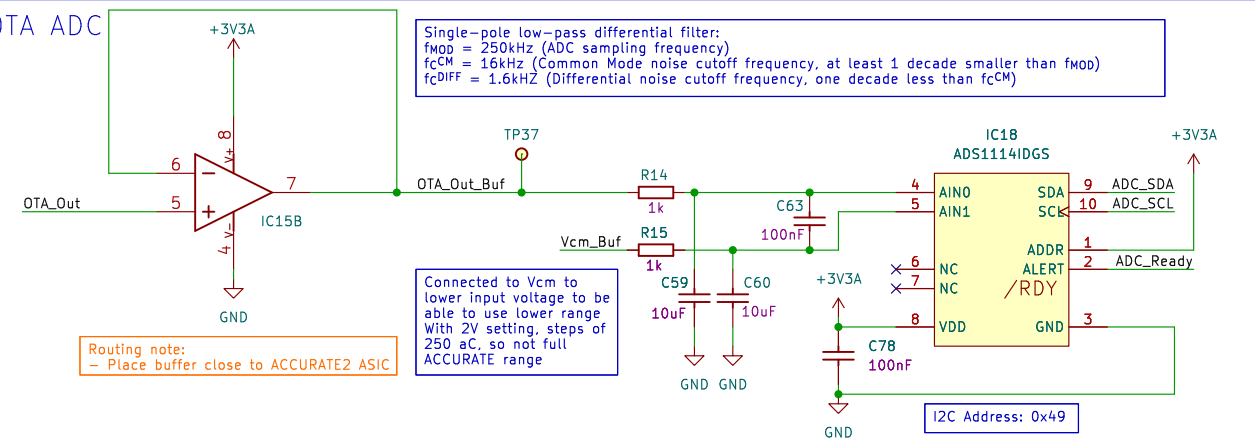 OTA ADC
+3V3A
8
V+
6
-
7
5
+
OTA_Out
IC15B
4
V-
GND
Routing note:
- Place buffer close to ACCURATE2 ASIC
Single-pole low-pass differential filter:
fMOD = 250kHz (ADC sampling frequency)
fcCM = 16kHz (Common Mode noise cutoff frequency, at least 1 decade smaller than fMOD)
fcDIFF = 1.6kHZ (Differential noise cutoff frequency, one decade less than fcCM)
TP37
OTA_Out_Buf
R14
1k
Vcm_Buf
R15
1k
C63
100nF
C59
10uF
C60
10uF
GND
GND
Connected to Vcm to
lower input voltage to be
able to use lower range
With 2V setting, steps of
250 aC, so not full
ACCURATE range
+3V3A
C78
100nF
GND
IC18
ADS1114IDGS
4 AIN0
5 AIN1
6 NC
7 NC
8 VDD
SDA 9 ADC_SDA
SCL 10 ADC_SCL
ADDR 1
ALERT 2 ADC_Ready
/RDY
GND 3
+3V3A
I2C Address: 0x49